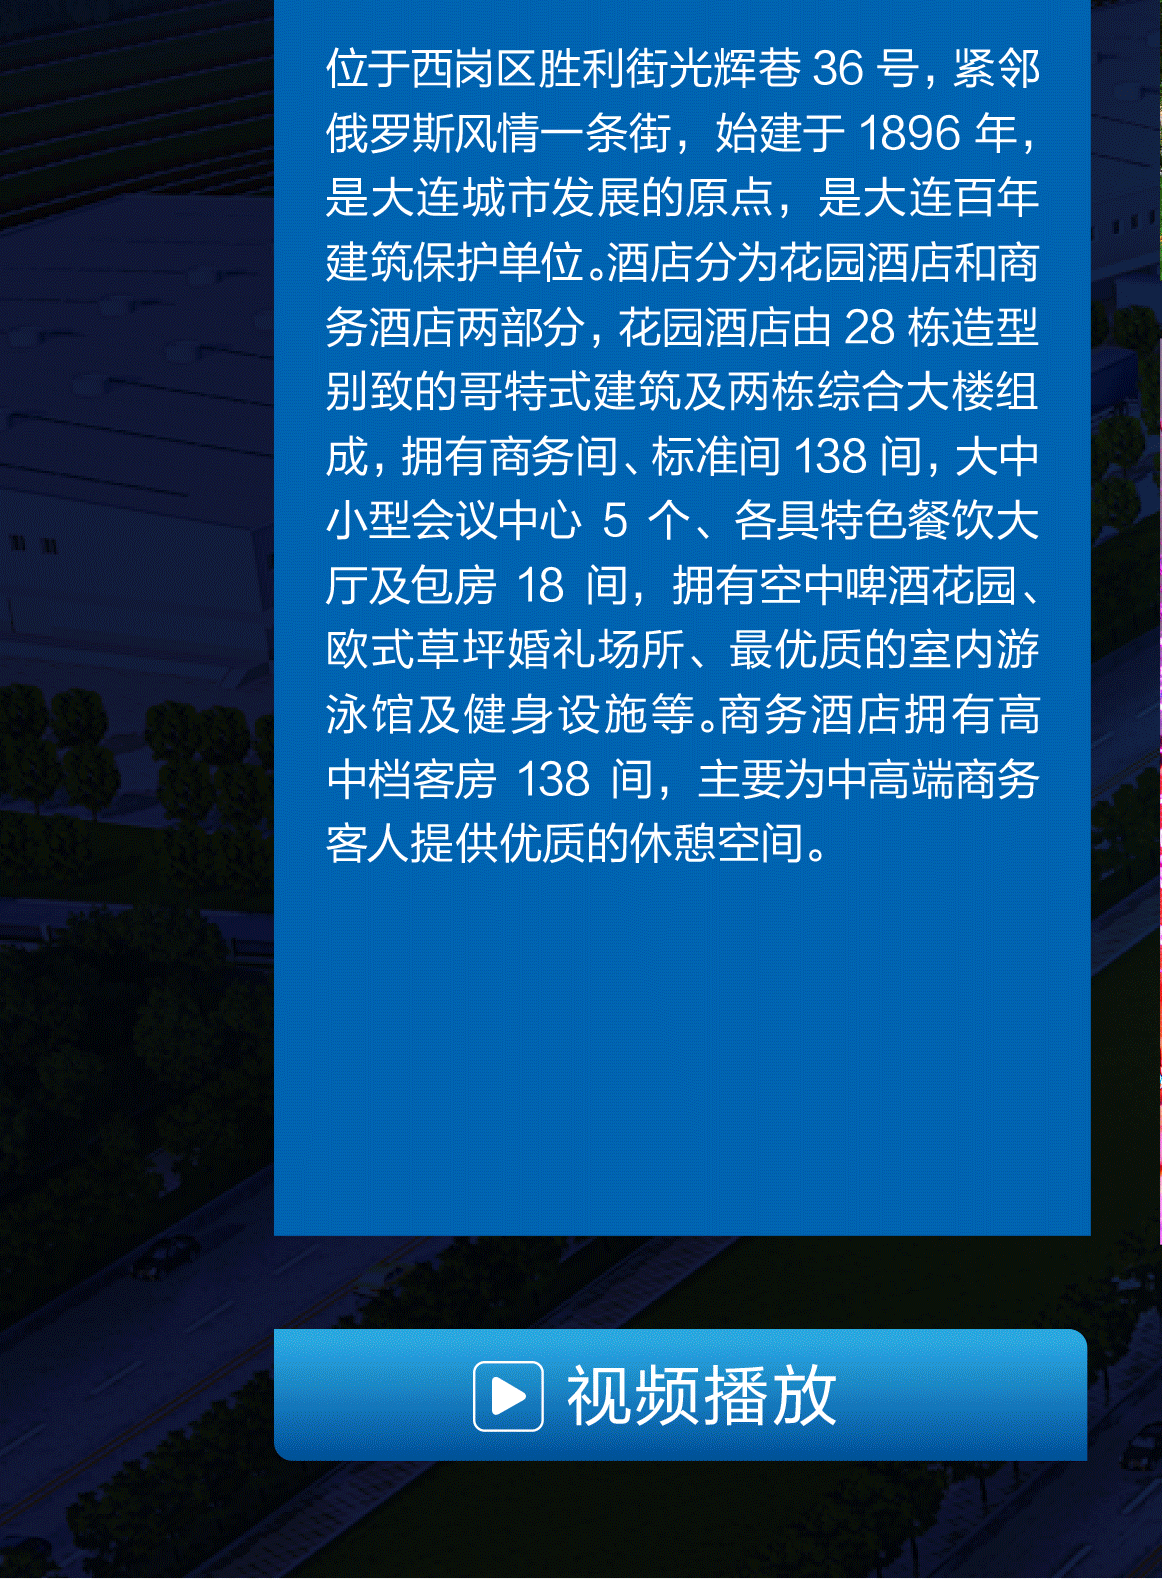 位于西岗区胜利街光辉巷 36 号，紧邻
俄罗斯风情一条街，始建于 1896 年，
是大连城市发展的原点，是大连百年
建筑保护单位。酒店分为花园酒店和商
务酒店两部分，花园酒店由 28 栋造型
别致的哥特式建筑及两栋综合大楼组
成，拥有商务间、标准间 138 间，大中
小型会议中心 5 个、各具特色餐饮大
厅及包房 18 间，拥有空中啤酒花园、
欧式草坪婚礼场所、最优质的室内游
泳馆及健身设施等。商务酒店拥有高
中档客房 138 间，主要为中高端商务
客人提供优质的休憩空间。
视频播放